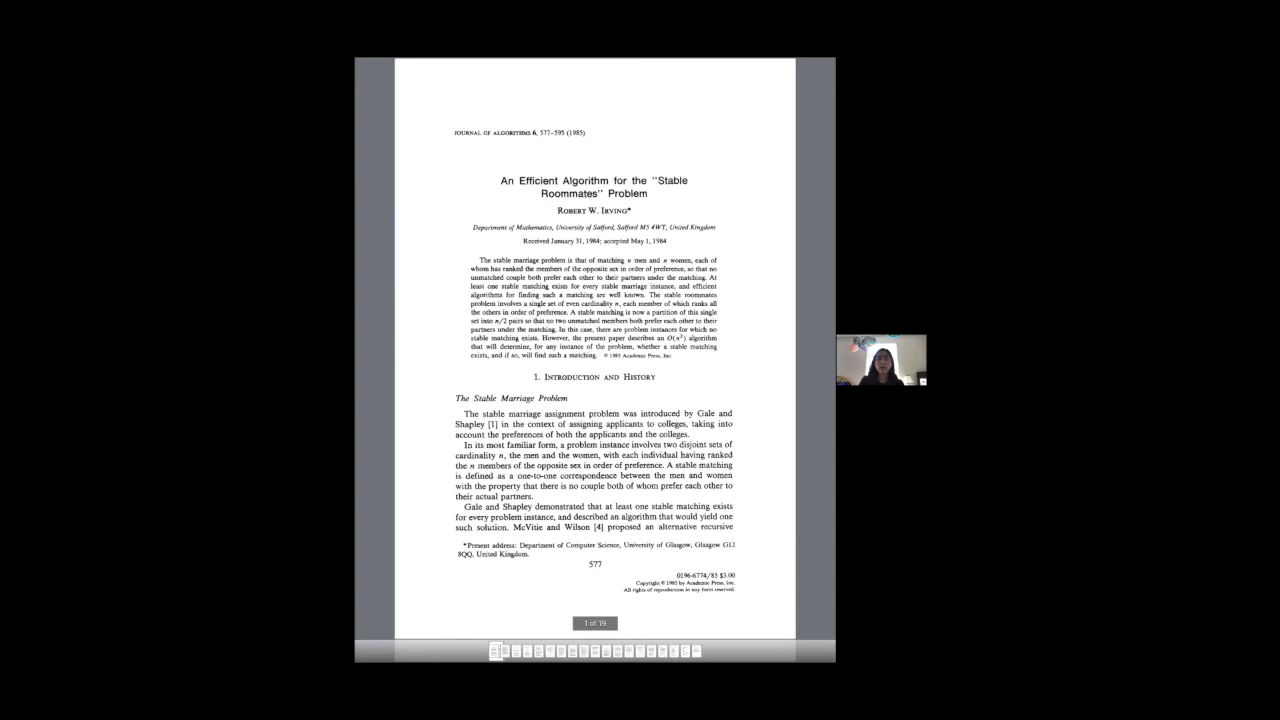 JOURNAL OF ALGORITHMS 6, 577–595 (1985)
An Efficient Algorithm for the "Stable
Roommates" Problem
ROBERT W. IRVING*
Department of Mathematics, University of Salford, Salford M5 4WT, United Kingdom
Received January 31, 1984; accepted May 1, 1984
The stable marriage problem is that of matching n men and n women, each of
whom has ranked the members of the opposite sex in order of preference, so that no
unmatched couple both prefer each other to their partners under the matching. At
least one stable matching exists for every stable marriage instance, and efficient
algorithms for finding such a matching are well known. The stable roommates
problem involves a single set of even cardinality n, each member of which ranks all
the others in order of preference. A stable matching is now a partition of this single
set into n/2 pairs so that no two unmatched members both prefer each other to their
partners under the matching. In this case, there are problem instances for which no
stable matching exists. However, the present paper describes an O(n²) algorithm
that will determine, for any instance of the problem, whether a stable matching
exists, and if so, will find such a matching. © 1985 Academic Press, Inc.
1. INTRODUCTION AND HISTORY
The Stable Marriage Problem
The stable marriage assignment problem was introduced by Gale and
Shapley [1] in the context of assigning applicants to colleges, taking into
account the preferences of both the applicants and the colleges.
In its most familiar form, a problem instance involves two disjoint sets of
cardinality n, the men and the women, with each individual having ranked
the n members of the opposite sex in order of preference. A stable matching
is defined as a one-to-one correspondence between the men and women
with the property that there is no couple both of whom prefer each other to
their actual partners.
Gale and Shapley demonstrated that at least one stable matching exists
for every problem instance, and described an algorithm that would yield one
such solution. McVitie and Wilson [4] proposed an alternative recursive
*Present address: Department of Computer Science, University of Glasgow, Glasgow G12
8QQ, United Kingdom.
577
0196-6774/85 $3.00
Copyright © 1985 by Academic Press, Inc.
All rights of reproduction in any form reserved.
1 of 19